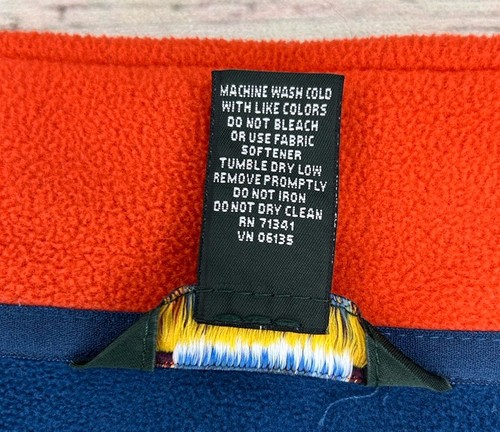 MACHINE WASH COLD
WITH LIKE COLORS
DO NOT BLEACH
OR USE FABRIC
SOFTENER
TUMBLE DRY LOW
REMOVE PROMPTLY
DO NOT IRON
DO NOT DRY CLEAN
RN 71341
VN 06135